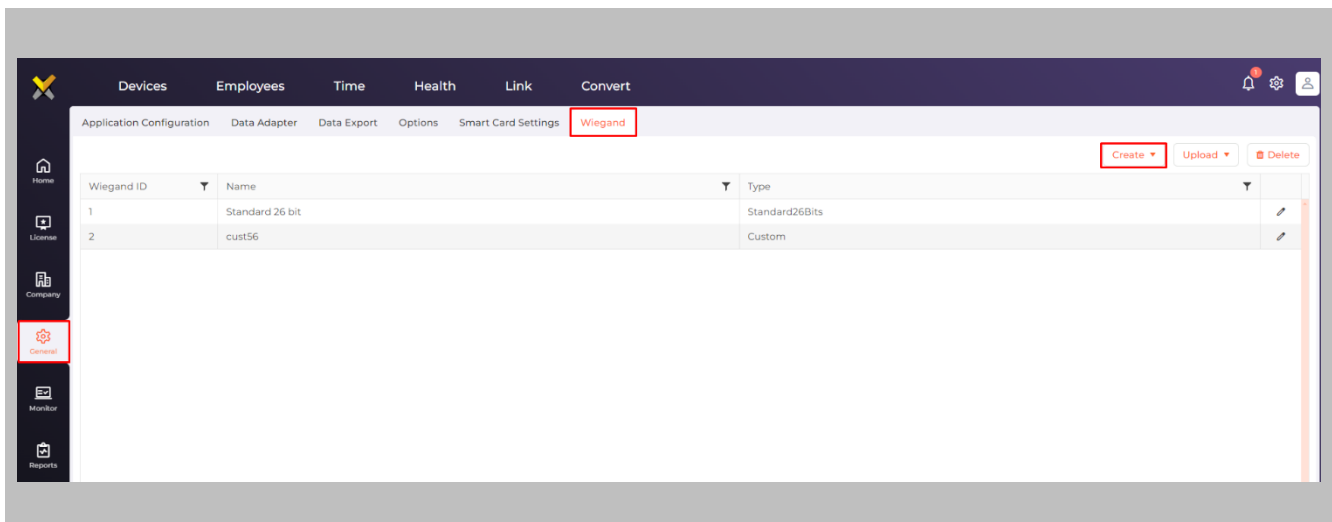 Devices Employees Time Health Link Convert 1
Application Configuration Data Adapter Data Export Options Smart Card Settings Wiegand
Create Upload Delete
Home
License
Company
General
Monitor
Reports
Wiegand ID Name Type
1 Standard 26 bit Standard26Bits
2 cust56 Custom